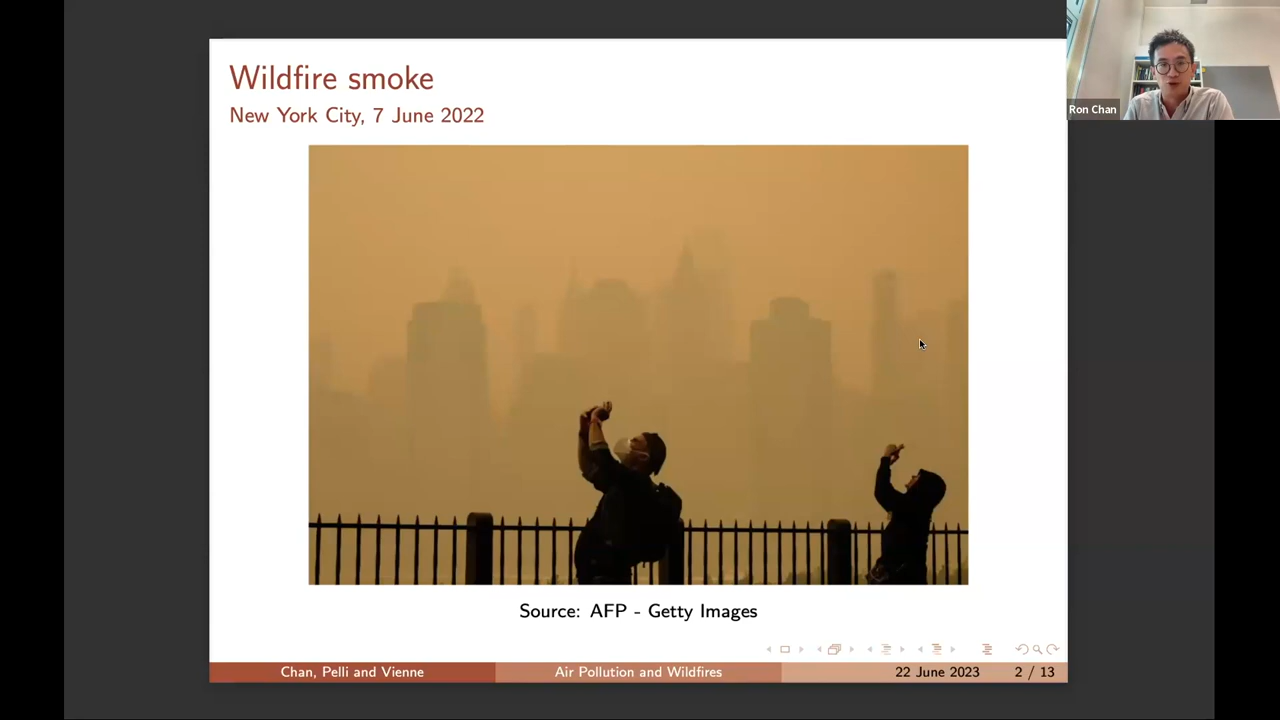 Wildfire smoke
New York City, 7 June 2022
Ron Chan
Source: AFP - Getty Images
Chan, Pelli and Vienne
Air Pollution and Wildfires
22 June 2023
2 / 13